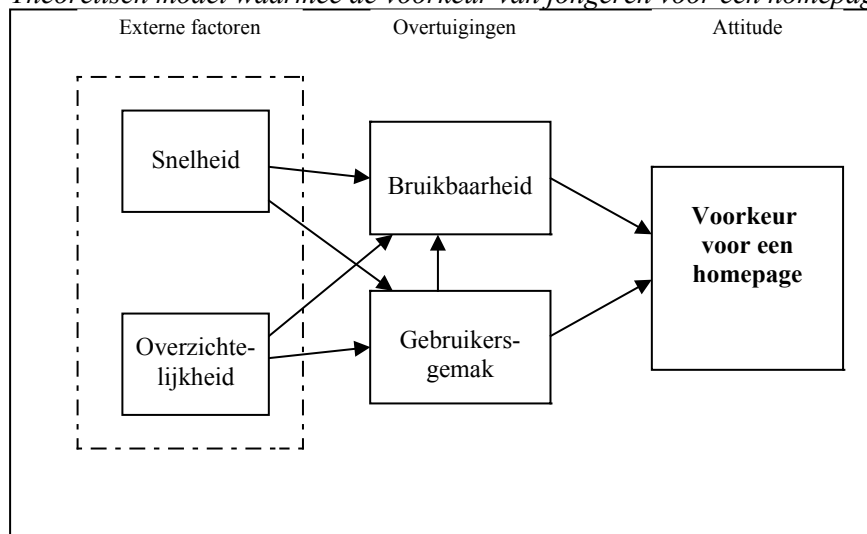 Theoretisch model waarmee de voorkeur van jongeren voor een homepag
Externe factoren
Overtuigingen
Attitude
Snelheid
Bruikbaarheid
Voorkeur
voor een
homepage
Overzichte-
lijkheid
Gebruikers-
gemak